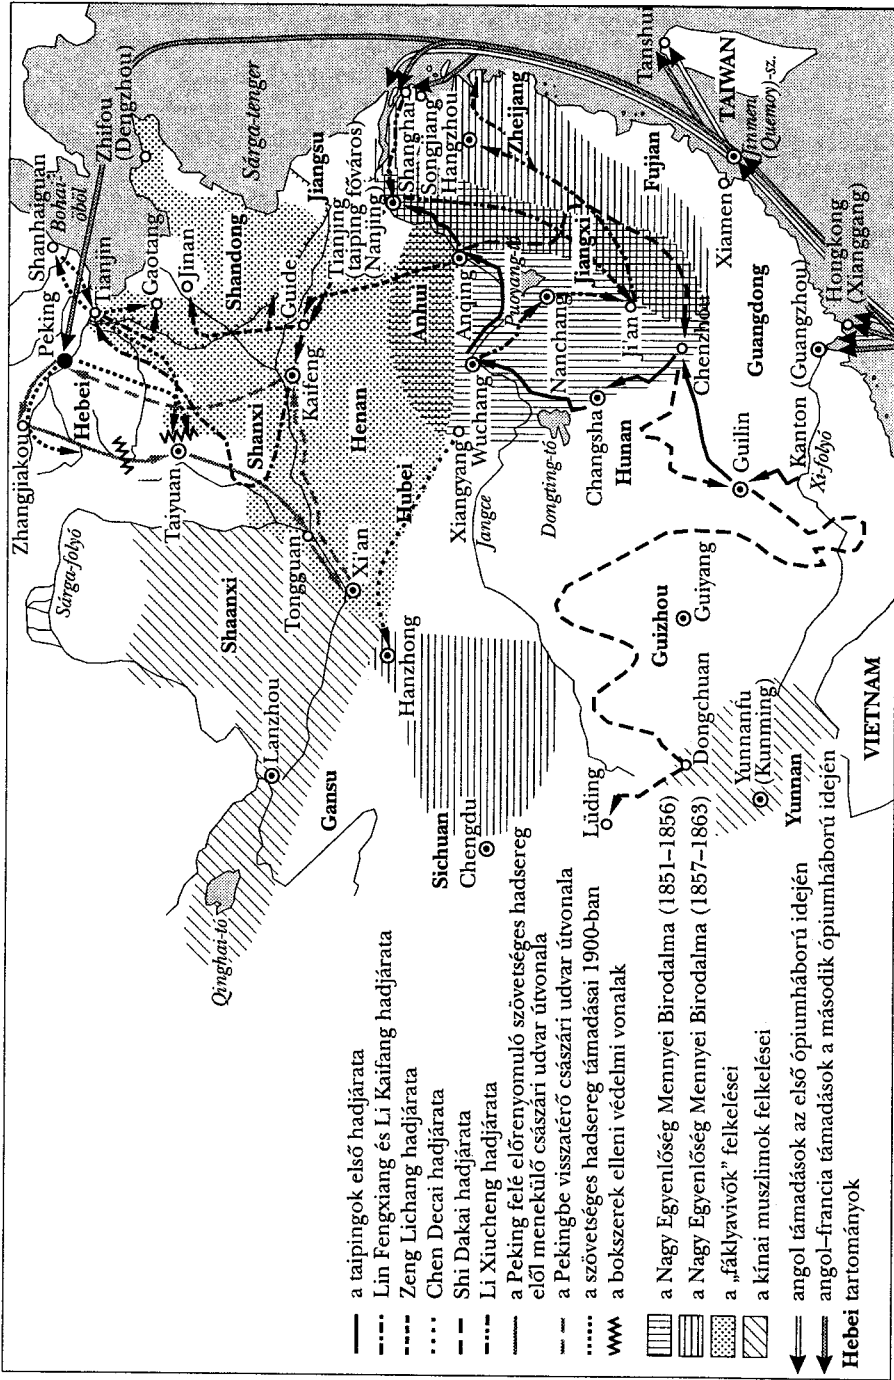 Zhangjiakou
Peking
Shanhaiguan
Bohai-
öböl
Zhifou
(Dengzhou)
Tianjin
Hebei
Gaotang
Jinan
Shandong
Sárga-tenger
Sárga-folyó
Taiyuan
Shanxi
Shaanxi
Tongguan
Kaifeng
Guide
Jiangsu
Tianjing
(taiping főváros)
(Nanjing)
Shanghai
Songjiang
Hangzhou
Zheijang
Xi'an
Henan
Anhui
Anqing
Hubei
Xiangyang
Wuchang
Jangce
Puoyang-tó
Nanchang
Jiangxi
Ji'an
Fujian
Dongting-tó
Changsha
Hunan
Chenzhou
Xiamen
Tanshui
TAIWAN
Jinmen
(Quemoy)-sz.
Guangdong
Guilin
Kanton (Guangzhou)
Hongkong
(Xianggang)
Xi-folyó
Lanzhou
Qinghai-tó
Gansu
Hanzhong
Sichuan
Chengdu
Guizhou
Guiyang
Lüding
Dongchuan
Yunnanfu
(Kunming)
Yunnan
VIETNAM
a taipingok első hadjárata
Lin Fengxiang és Li Kaifang hadjárata
Zeng Lichang hadjárata
Chen Decai hadjárata
Shi Dakai hadjárata
Li Xiucheng hadjárata
a Peking felé előrenyomuló szövetséges hadsereg
elől menekülő császári udvar útvonala
a Pekingbe visszatérő császári udvar útvonala
a szövetséges hadsereg támadásai 1900-ban
a bokszerek elleni védelmi vonalak
a Nagy Egyenlőség Mennyei Birodalma (1851–1856)
a Nagy Egyenlőség Mennyei Birodalma (1857–1863)
a „fáklyavivők” felkelései
a kínai muszlimok felkelései
angol támadások az első ópiumháború idején
angol–francia támadások a második ópiumháború idején
Hebei tartományok